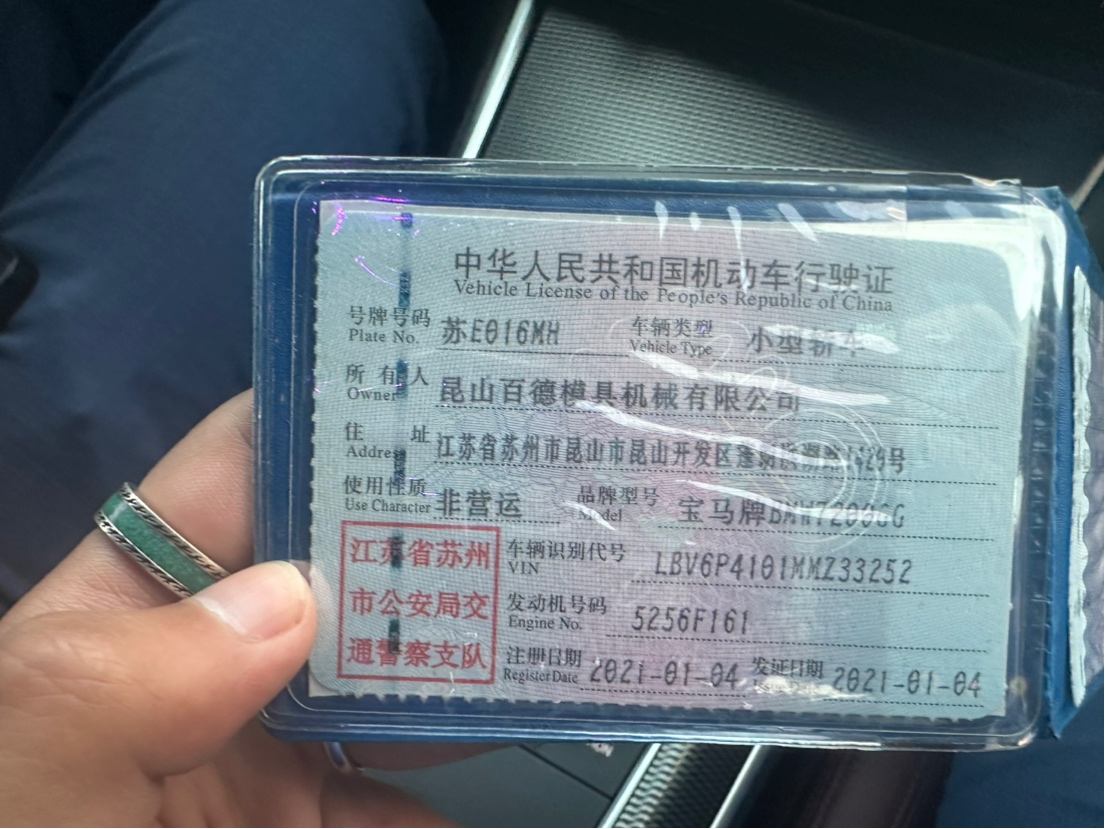 中华人民共和国机动车行驶证
Vehicle License of the People's Republic of China
号牌号码 苏E016MH 车辆类型 小型轿车
Plate No. Vehicle Type
所有人 昆山百德模具机械有限公司
Owner
住址 江苏省苏州市昆山市昆山开发区蓬
Address
使用性质 非营运 品牌型号 宝马牌
Use Character Model
江苏省苏州
市公安局交
通警察支队
车辆识别代号 LBV6P4101MMZ33252
VIN
发动机号码 5256F161
Engine No.
注册日期 2021-01-04 发证日期 2021-01-04
Register Date